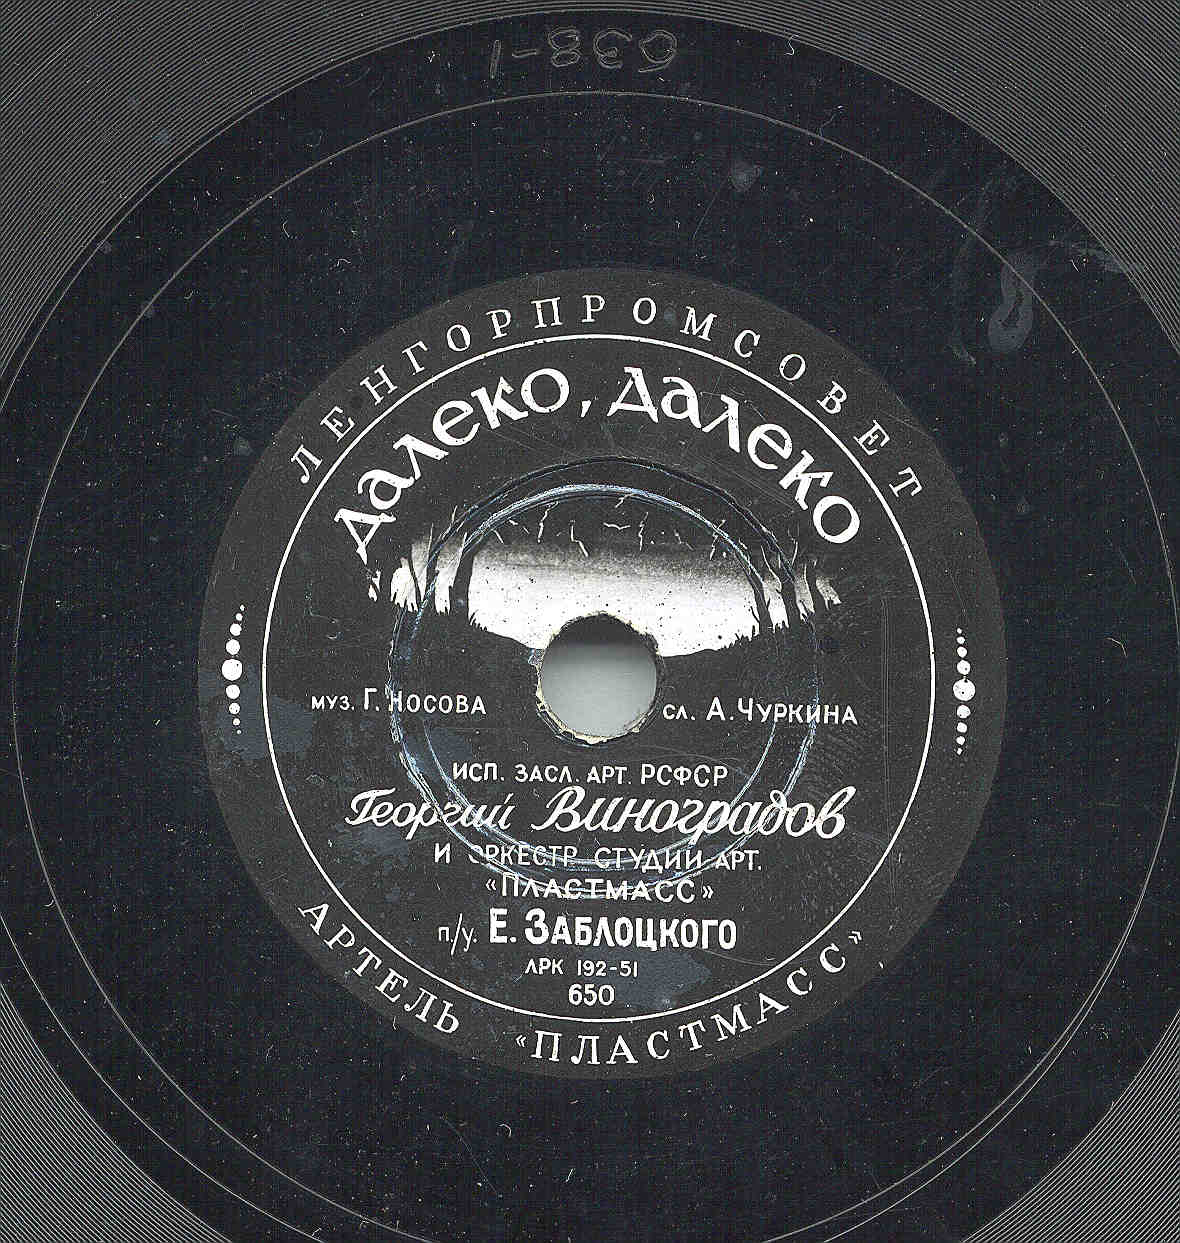 638-1
ЛЕНГОРПРОМСОВЕТ
ДАЛЕКО, ДАЛЕКО
муз. Г. Носова
сл. А. Чуркина
исп. засл. арт. РСФСР
Георгий Виноградов
и оркестр студии арт.
«Пластмасс»
п/у. Е. Заблоцкого
ЛРК 192-51
650
АРТЕЛЬ «ПЛАСТМАСС»